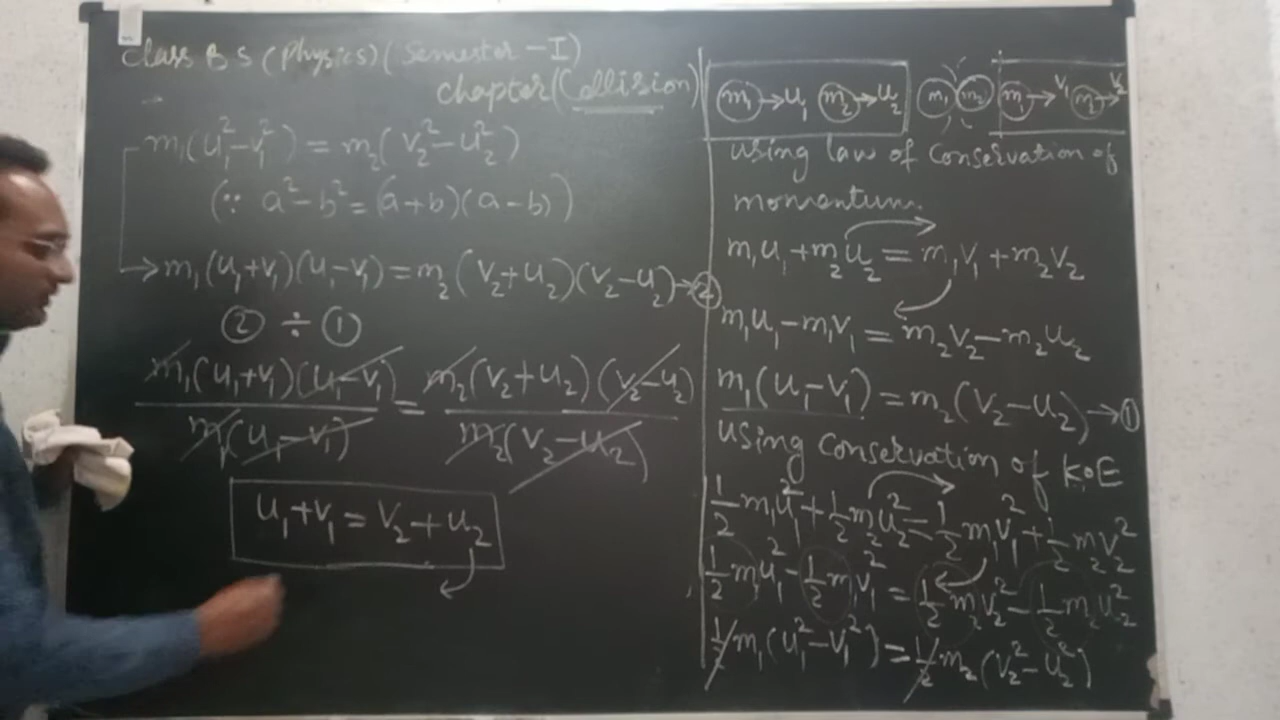 Class BS (Physics) (Semester - I)
Chapter (Collision)
m₁(u₁²-v₁²) = m₂(v₂²-u₂²)
(∵ a²-b² = (a+b)(a-b))
→ m₁(u₁+v₁)(u₁-v₁) = m₂(v₂+u₂)(v₂-u₂) → ②
② ÷ ①
m₁(u₁+v₁)(u₁-v₁) = m₂(v₂+u₂)(v₂-u₂)
m₁(u₁-v₁) m₂(v₂-u₂)
u₁+v₁ = v₂+u₂
m₁ → u₁ m₂ → u₂ m₁ m₂ m₁ → v₁ m₂ → v₂
using law of conservation of
momentum.
m₁u₁+m₂u₂ = m₁v₁+m₂v₂
m₁u₁-m₁v₁ = m₂v₂-m₂u₂
m₁(u₁-v₁) = m₂(v₂-u₂) → ①
using conservation of K.E
½m₁u₁²+½m₂u₂² = ½m₁v₁²+½mv₂²
½m₁u₁²-½m₁v₁² = ½m₂v₂²-½m₂u₂²
½m₁(u₁²-v₁²) = ½m₂(v₂²-u₂²)